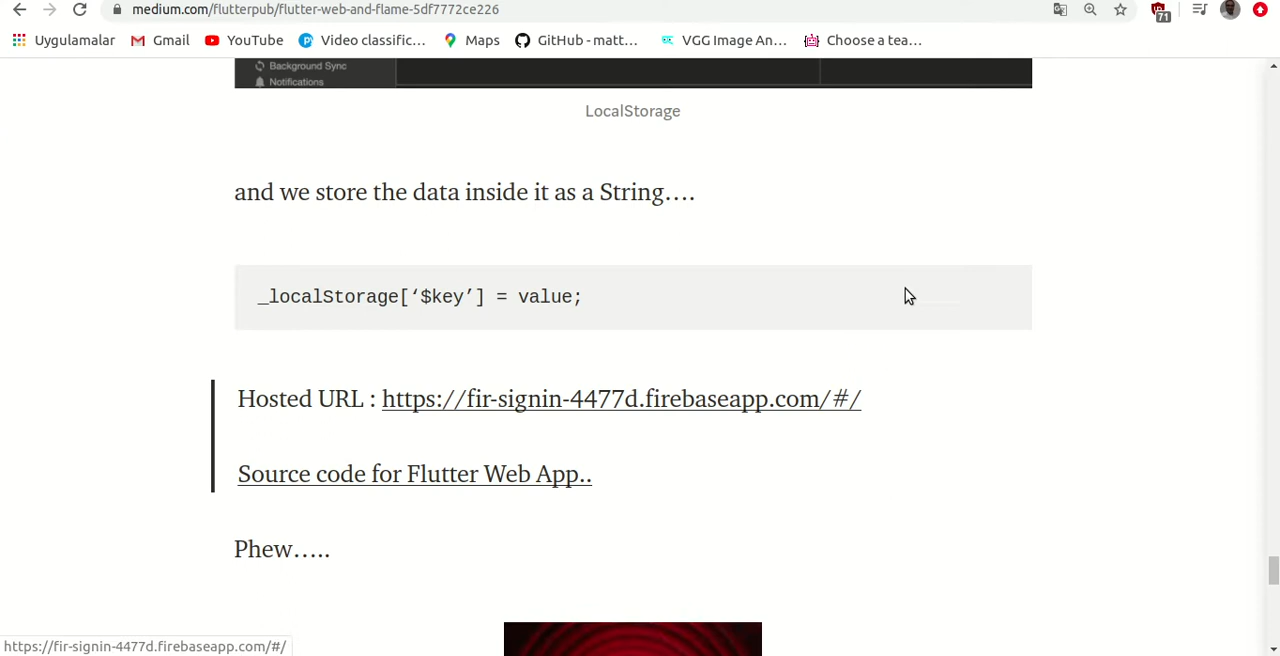 medium.com/flutterpub/flutter-web-and-flame-5df7772ce226
71
Uygulamalar Gmail YouTube Video classific... Maps GitHub - matt... VGG Image An... Choose a tea...
Background Sync
Notifications
LocalStorage
and we store the data inside it as a String….
_localStorage[‘$key’] = value;
Hosted URL : https://fir-signin-4477d.firebaseapp.com/#/
Source code for Flutter Web App..
Phew…..
https://fir-signin-4477d.firebaseapp.com/#/